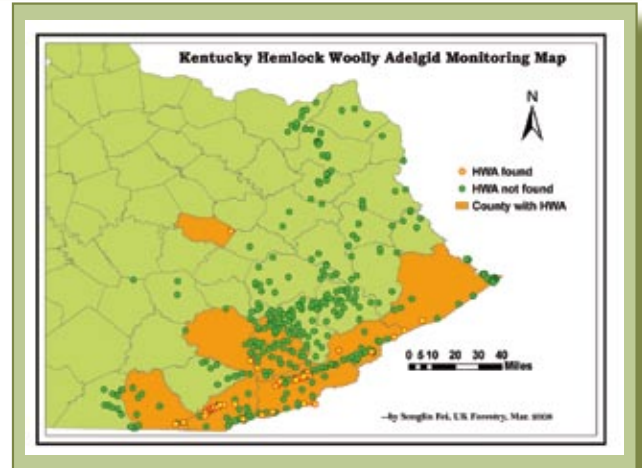 Kentucky Hemlock Woolly Adelgid Monitoring Map
N
HWA found
HWA not found
County with HWA
0 5 10 20 30 40
Miles
—by Songlin Fei, UK Forestry, Mar. 2008